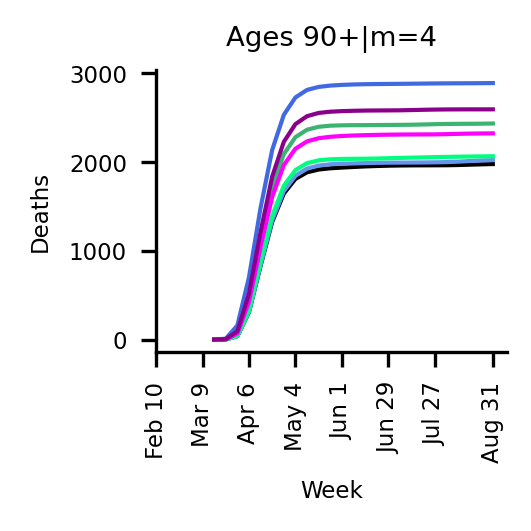 Ages 90+|m=4
3000
2000
1000
0
Deaths
Feb 10
Mar 9
Apr 6
May 4
Jun 1
Jun 29
Jul 27
Aug 31
Week